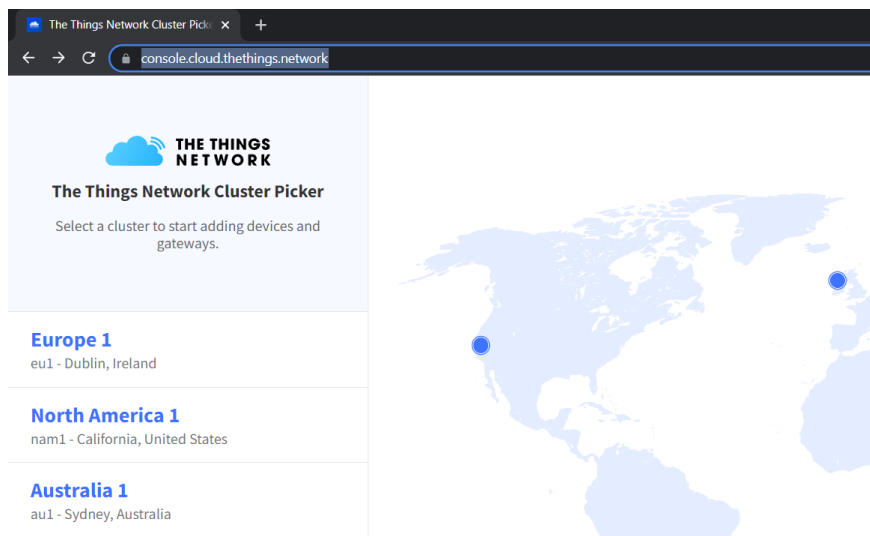 The Things Network Cluster Pick
console.cloud.thethings.network
THE THINGS
NETWORK
The Things Network Cluster Picker
Select a cluster to start adding devices and
gateways.
Europe 1
eu1 - Dublin, Ireland
North America 1
nam1 - California, United States
Australia 1
au1 - Sydney, Australia